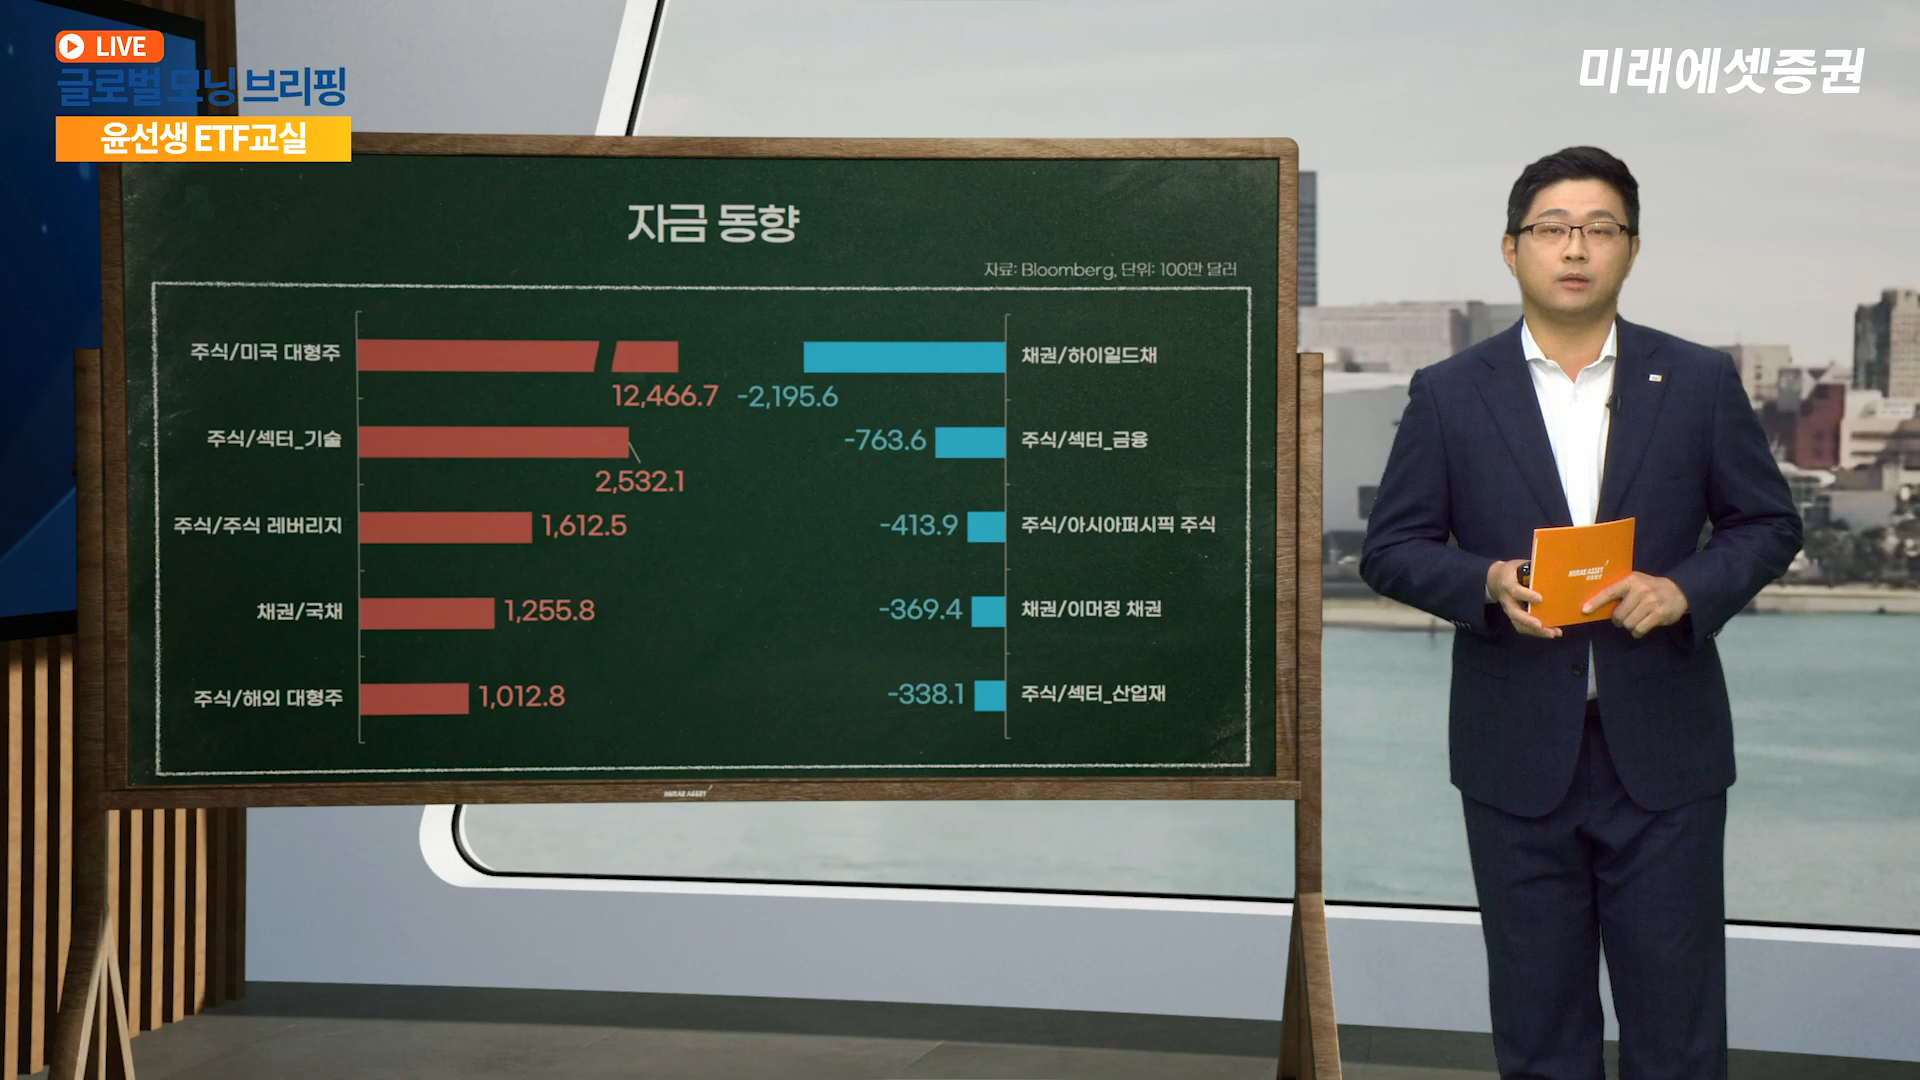 LIVE
글로벌 모닝 브리핑
윤선생 ETF교실
미래에셋증권
자금 동향
자료: Bloomberg, 단위: 100만 달러
주식/미국 대형주
12,466.7
-2,195.6
채권/하이일드채
주식/섹터_기술
2,532.1
-763.6
주식/섹터_금융
주식/주식 레버리지
1,612.5
-413.9
주식/아시아퍼시픽 주식
채권/국채
1,255.8
-369.4
채권/이머징 채권
주식/해외 대형주
1,012.8
-338.1
주식/섹터_산업재
MIRAE ASSET
MIRAE ASSET